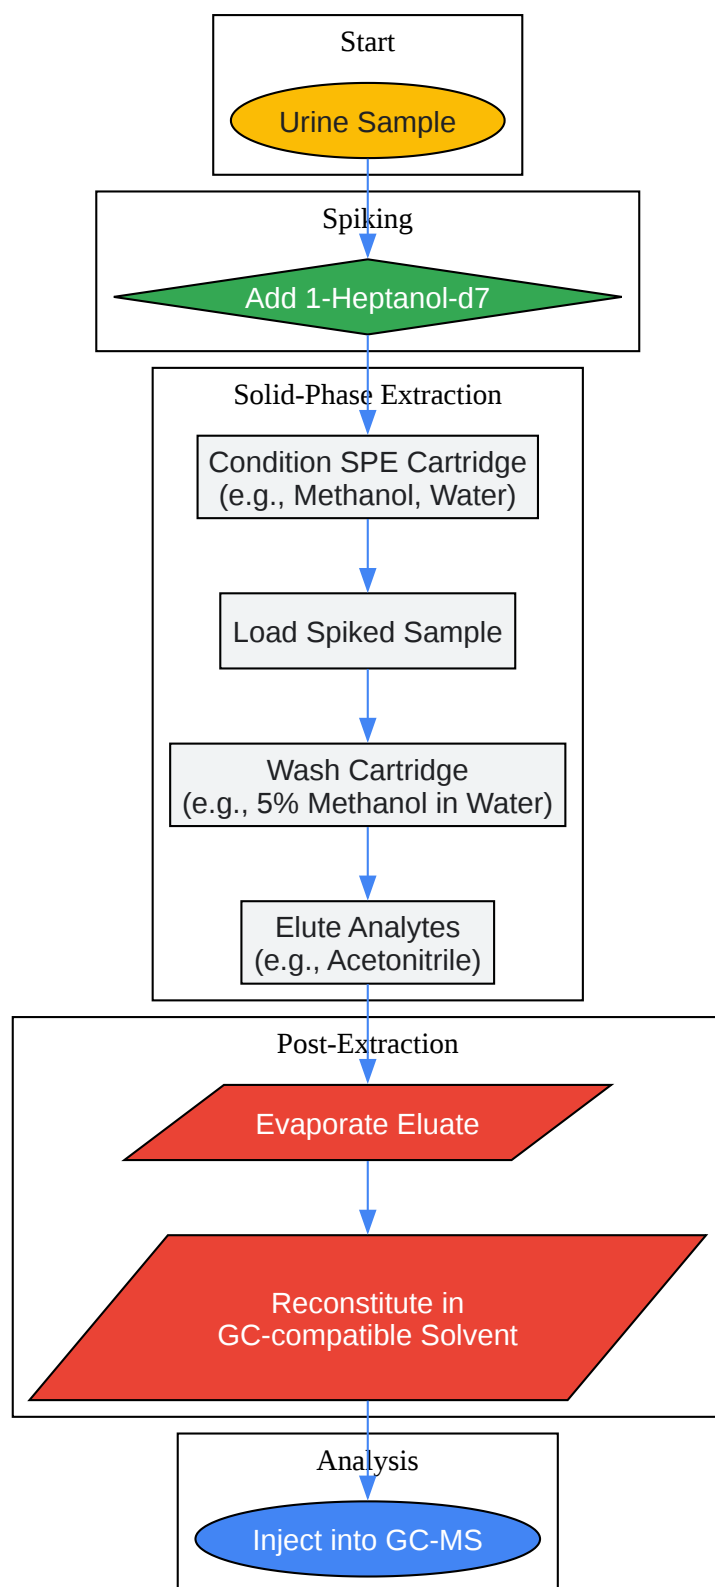 Start
Urine Sample
Spiking
Add 1-Heptanol-d7
Solid-Phase Extraction
Condition SPE Cartridge
(e.g., Methanol, Water)
Load Spiked Sample
Wash Cartridge
(e.g., 5% Methanol in Water)
Elute Analytes
(e.g., Acetonitrile)
Post-Extraction
Evaporate Eluate
Reconstitute in
GC-compatible Solvent
Analysis
Inject into GC-MS